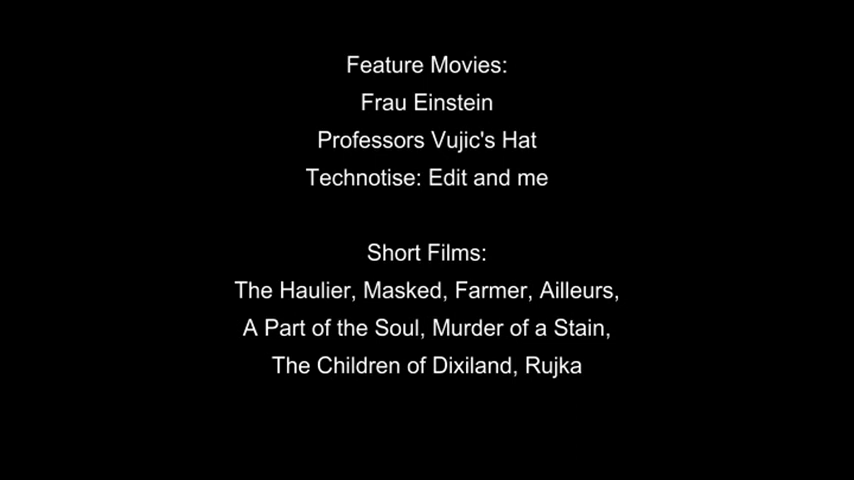 Feature Movies:
Frau Einstein
Professors Vujic's Hat
Technotise: Edit and me
Short Films:
The Haulier, Masked, Farmer, Ailleurs,
A Part of the Soul, Murder of a Stain,
The Children of Dixiland, Rujka